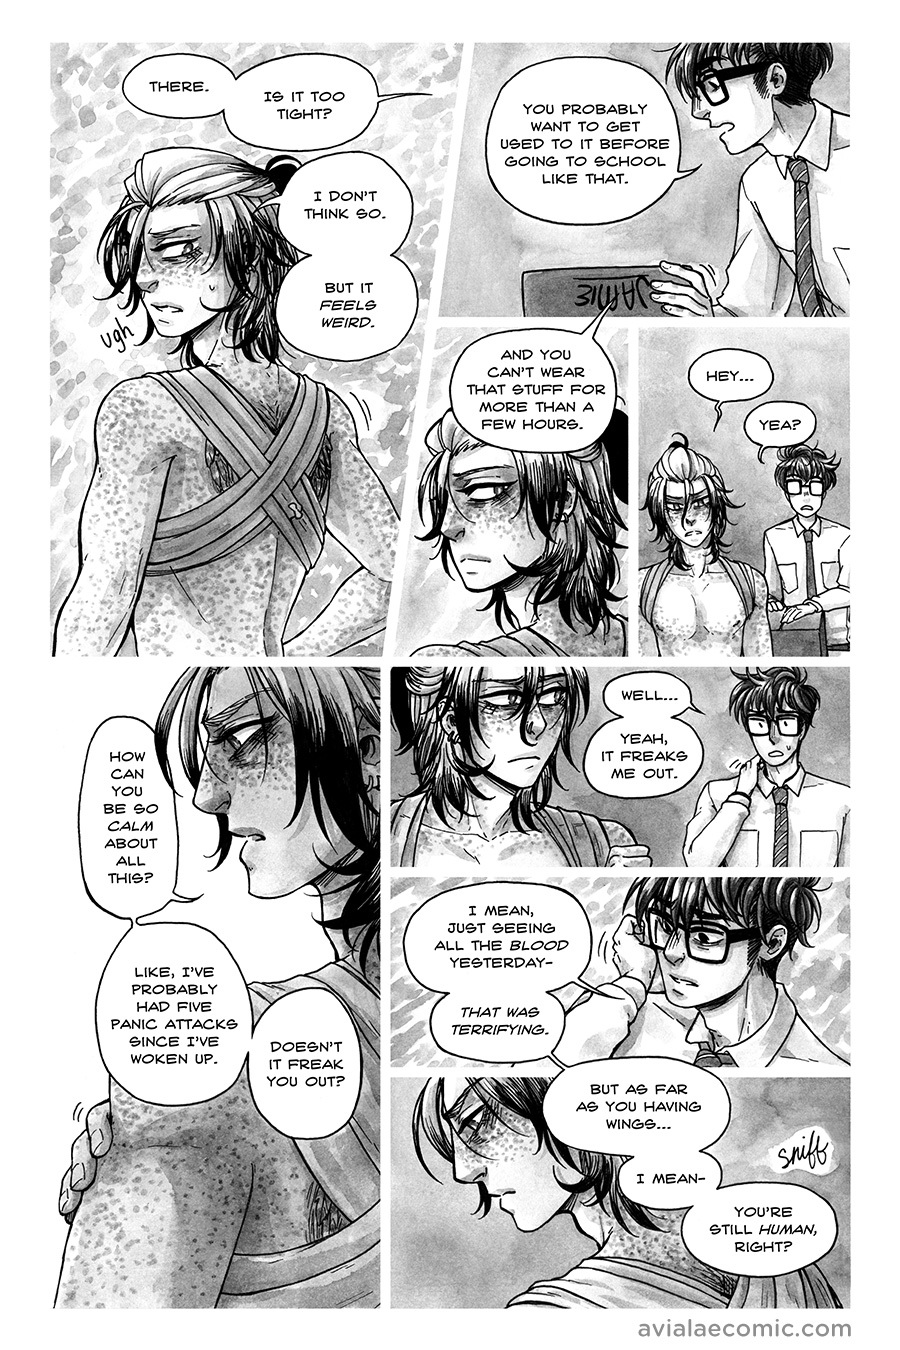 THERE.
IS IT TOO
TIGHT?
I DON'T
THINK SO.
BUT IT
FEELS
WEIRD.
Ugh
YOU PROBABLY
WANT TO GET
USED TO IT BEFORE
GOING TO SCHOOL
LIKE THAT.
JAMIE
AND YOU
CAN'T WEAR
THAT STUFF FOR
MORE THAN A
FEW HOURS.
HEY...
YEA?
HOW
CAN
YOU
BE SO
CALM
ABOUT
ALL
THIS?
LIKE, I'VE
PROBABLY
HAD FIVE
PANIC ATTACKS
SINCE I'VE
WOKEN UP.
DOESN'T
IT FREAK
YOU OUT?
WELL...
YEAH,
IT FREAKS
ME OUT.
I MEAN,
JUST SEEING
ALL THE BLOOD
YESTERDAY-
THAT WAS
TERRIFYING.
BUT AS FAR
AS YOU HAVING
WINGS...
sniff
I MEAN-
YOU'RE
STILL HUMAN,
RIGHT?
avialaecomic.com